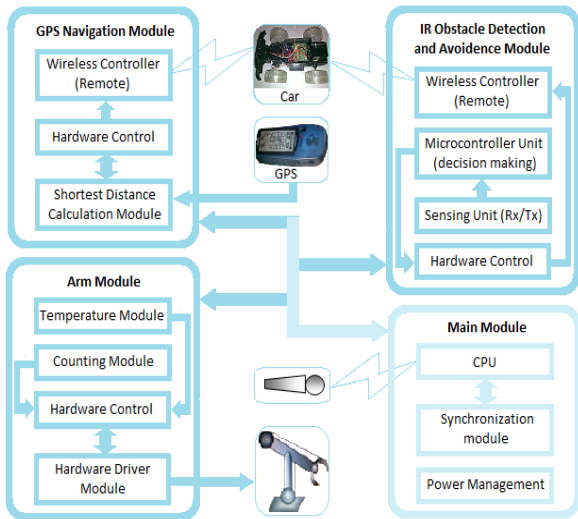 GPS Navigation Module
Wireless Controller
(Remote)
Hardware Control
Shortest Distance
Calculation Module
Car
GPS
IR Obstacle Detection
and Avoidence Module
Wireless Controller
(Remote)
Microcontroller Unit
(decision making)
Sensing Unit (Rx/Tx)
Hardware Control
Arm Module
Temperature Module
Counting Module
Hardware Control
Hardware Driver
Module
Main Module
CPU
Synchronization
module
Power Management